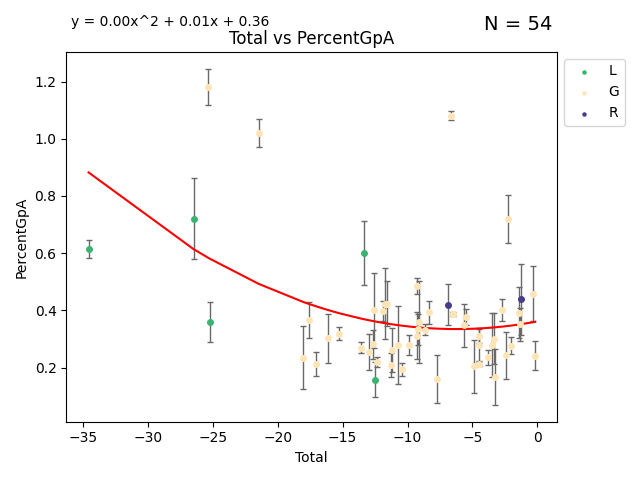 y = 0.00x^2 + 0.01x + 0.36
N = 54
Total vs PercentGpA
L
G
R
PercentGpA
1.2
1.0
0.8
0.6
0.4
0.2
−35 −30 −25 −20 −15 −10 −5 0
Total